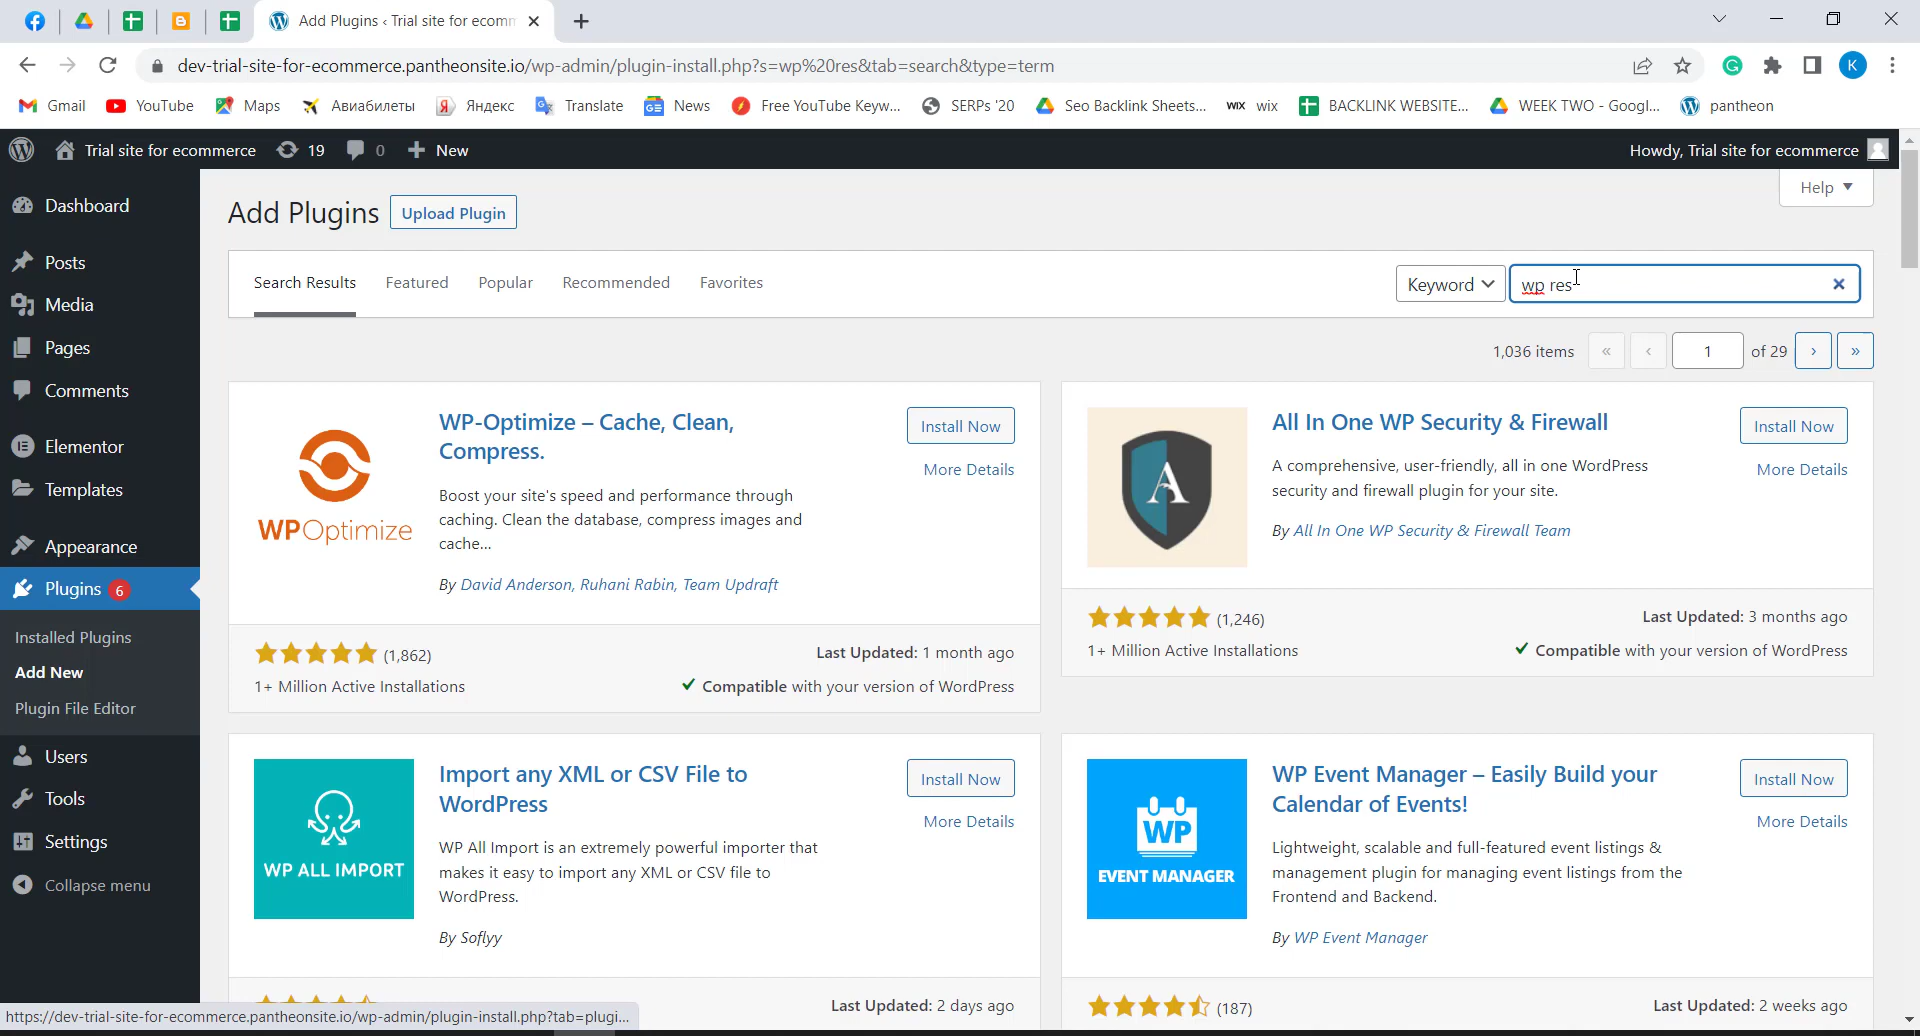 Add Plugins ‹ Trial site for ecomm
dev-trial-site-for-ecommerce.pantheonsite.io/wp-admin/plugin-install.php?s=wp%20res&tab=search&type=term
K
Gmail
YouTube
Maps
Авиабилеты
Яндекс
Translate
News
Free YouTube Keyw...
SERPs '20
Seo Backlink Sheets...
WIX wix
BACKLINK WEBSITE...
WEEK TWO - Googl...
pantheon
Trial site for ecommerce
19
0
New
Howdy, Trial site for ecommerce
Dashboard
Posts
Media
Pages
Comments
Elementor
Templates
Appearance
Plugins 6
Installed Plugins
Add New
Plugin File Editor
Users
Tools
Settings
Collapse menu
Help
Add Plugins
Upload Plugin
Search Results
Featured
Popular
Recommended
Favorites
Keyword
wp res
1,036 items
«
‹
1
of 29
›
»
WPOptimize
WP-Optimize – Cache, Clean,
Compress.
Boost your site's speed and performance through
caching. Clean the database, compress images and
cache...
By David Anderson, Ruhani Rabin, Team Updraft
Install Now
More Details
(1,862)
1+ Million Active Installations
Last Updated: 1 month ago
Compatible with your version of WordPress
A
All In One WP Security & Firewall
A comprehensive, user-friendly, all in one WordPress
security and firewall plugin for your site.
By All In One WP Security & Firewall Team
Install Now
More Details
(1,246)
1+ Million Active Installations
Last Updated: 3 months ago
Compatible with your version of WordPress
WP ALL IMPORT
Import any XML or CSV File to
WordPress
WP All Import is an extremely powerful importer that
makes it easy to import any XML or CSV file to
WordPress.
By Soflyy
Install Now
More Details
Last Updated: 2 days ago
WP
EVENT MANAGER
WP Event Manager – Easily Build your
Calendar of Events!
Lightweight, scalable and full-featured event listings &
management plugin for managing event listings from the
Frontend and Backend.
By WP Event Manager
Install Now
More Details
(187)
Last Updated: 2 weeks ago
https://dev-trial-site-for-ecommerce.pantheonsite.io/wp-admin/plugin-install.php?tab=plugi...